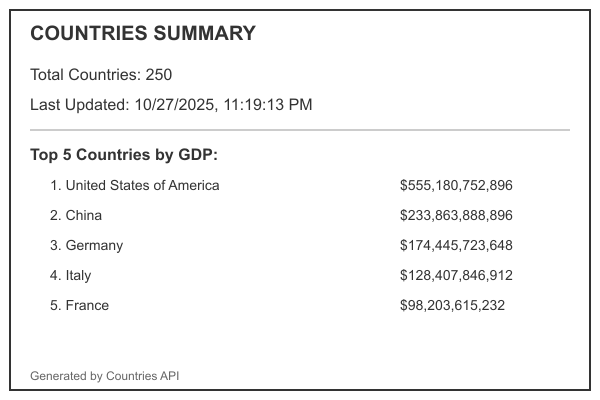 COUNTRIES SUMMARY
Total Countries: 250
Last Updated: 10/27/2025, 11:19:13 PM
Top 5 Countries by GDP:
1. United States of America $555,180,752,896
2. China $233,863,888,896
3. Germany $174,445,723,648
4. Italy $128,407,846,912
5. France $98,203,615,232
Generated by Countries API